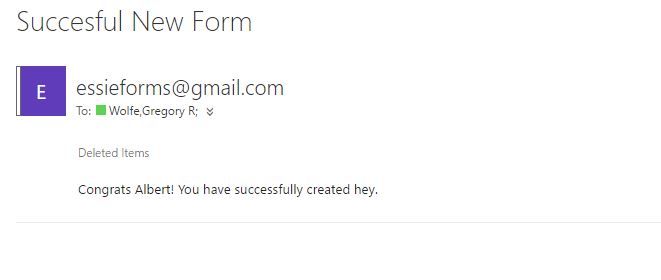 Succesful New Form
E
essieforms@gmail.com
To: Wolfe,Gregory R;
Deleted Items
Congrats Albert! You have successfully created hey.